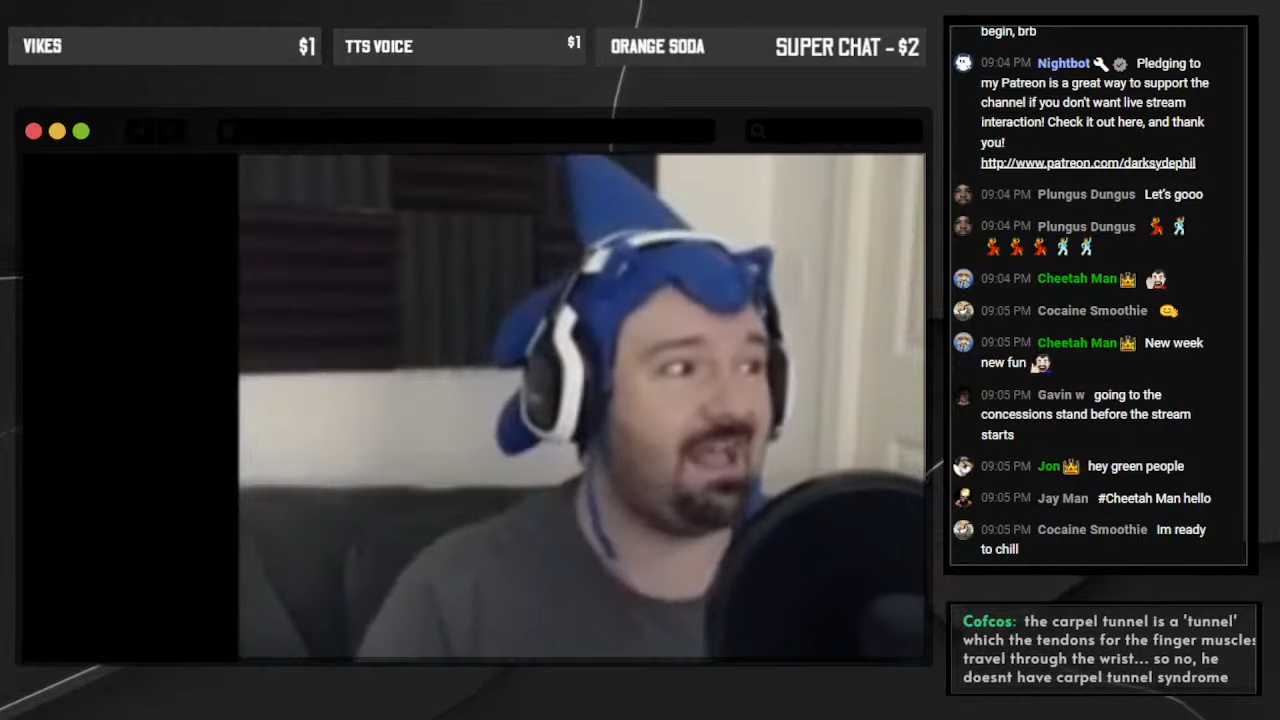 VIKES $1 TTS VOICE $1 ORANGE SODA SUPER CHAT - $2
begin, brb
09:04 PM Nightbot Pledging to
my Patreon is a great way to support the
channel if you don't want live stream
interaction! Check it out here, and thank
you!
http://www.patreon.com/darksydephil
09:04 PM Plungus Dungus Let's gooo
09:04 PM Plungus Dungus
09:04 PM Cheetah Man
09:05 PM Cocaine Smoothie
09:05 PM Cheetah Man New week
new fun
09:05 PM Gavin w going to the
concessions stand before the stream
starts
09:05 PM Jon hey green people
09:05 PM Jay Man #Cheetah Man hello
09:05 PM Cocaine Smoothie Im ready
to chill
Cofcos: the carpel tunnel is a 'tunnel'
which the tendons for the finger muscles
travel through the wrist... so no, he
doesnt have carpel tunnel syndrome